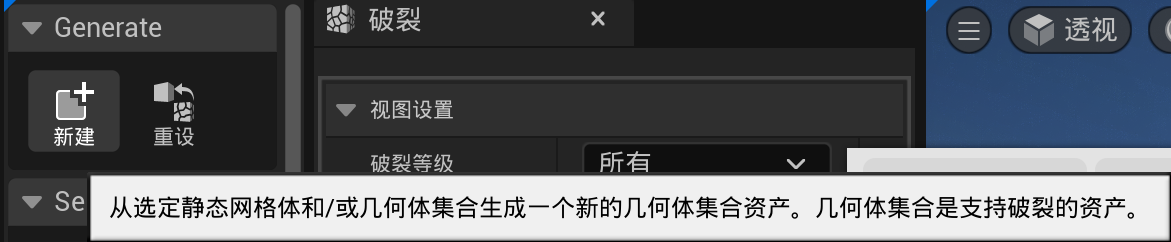 Generate
破裂
透视
新建
重设
视图设置
破裂等级
所有
Se
从选定静态网格体和/或几何体集合生成一个新的几何体集合资产。几何体集合是支持破裂的资产。